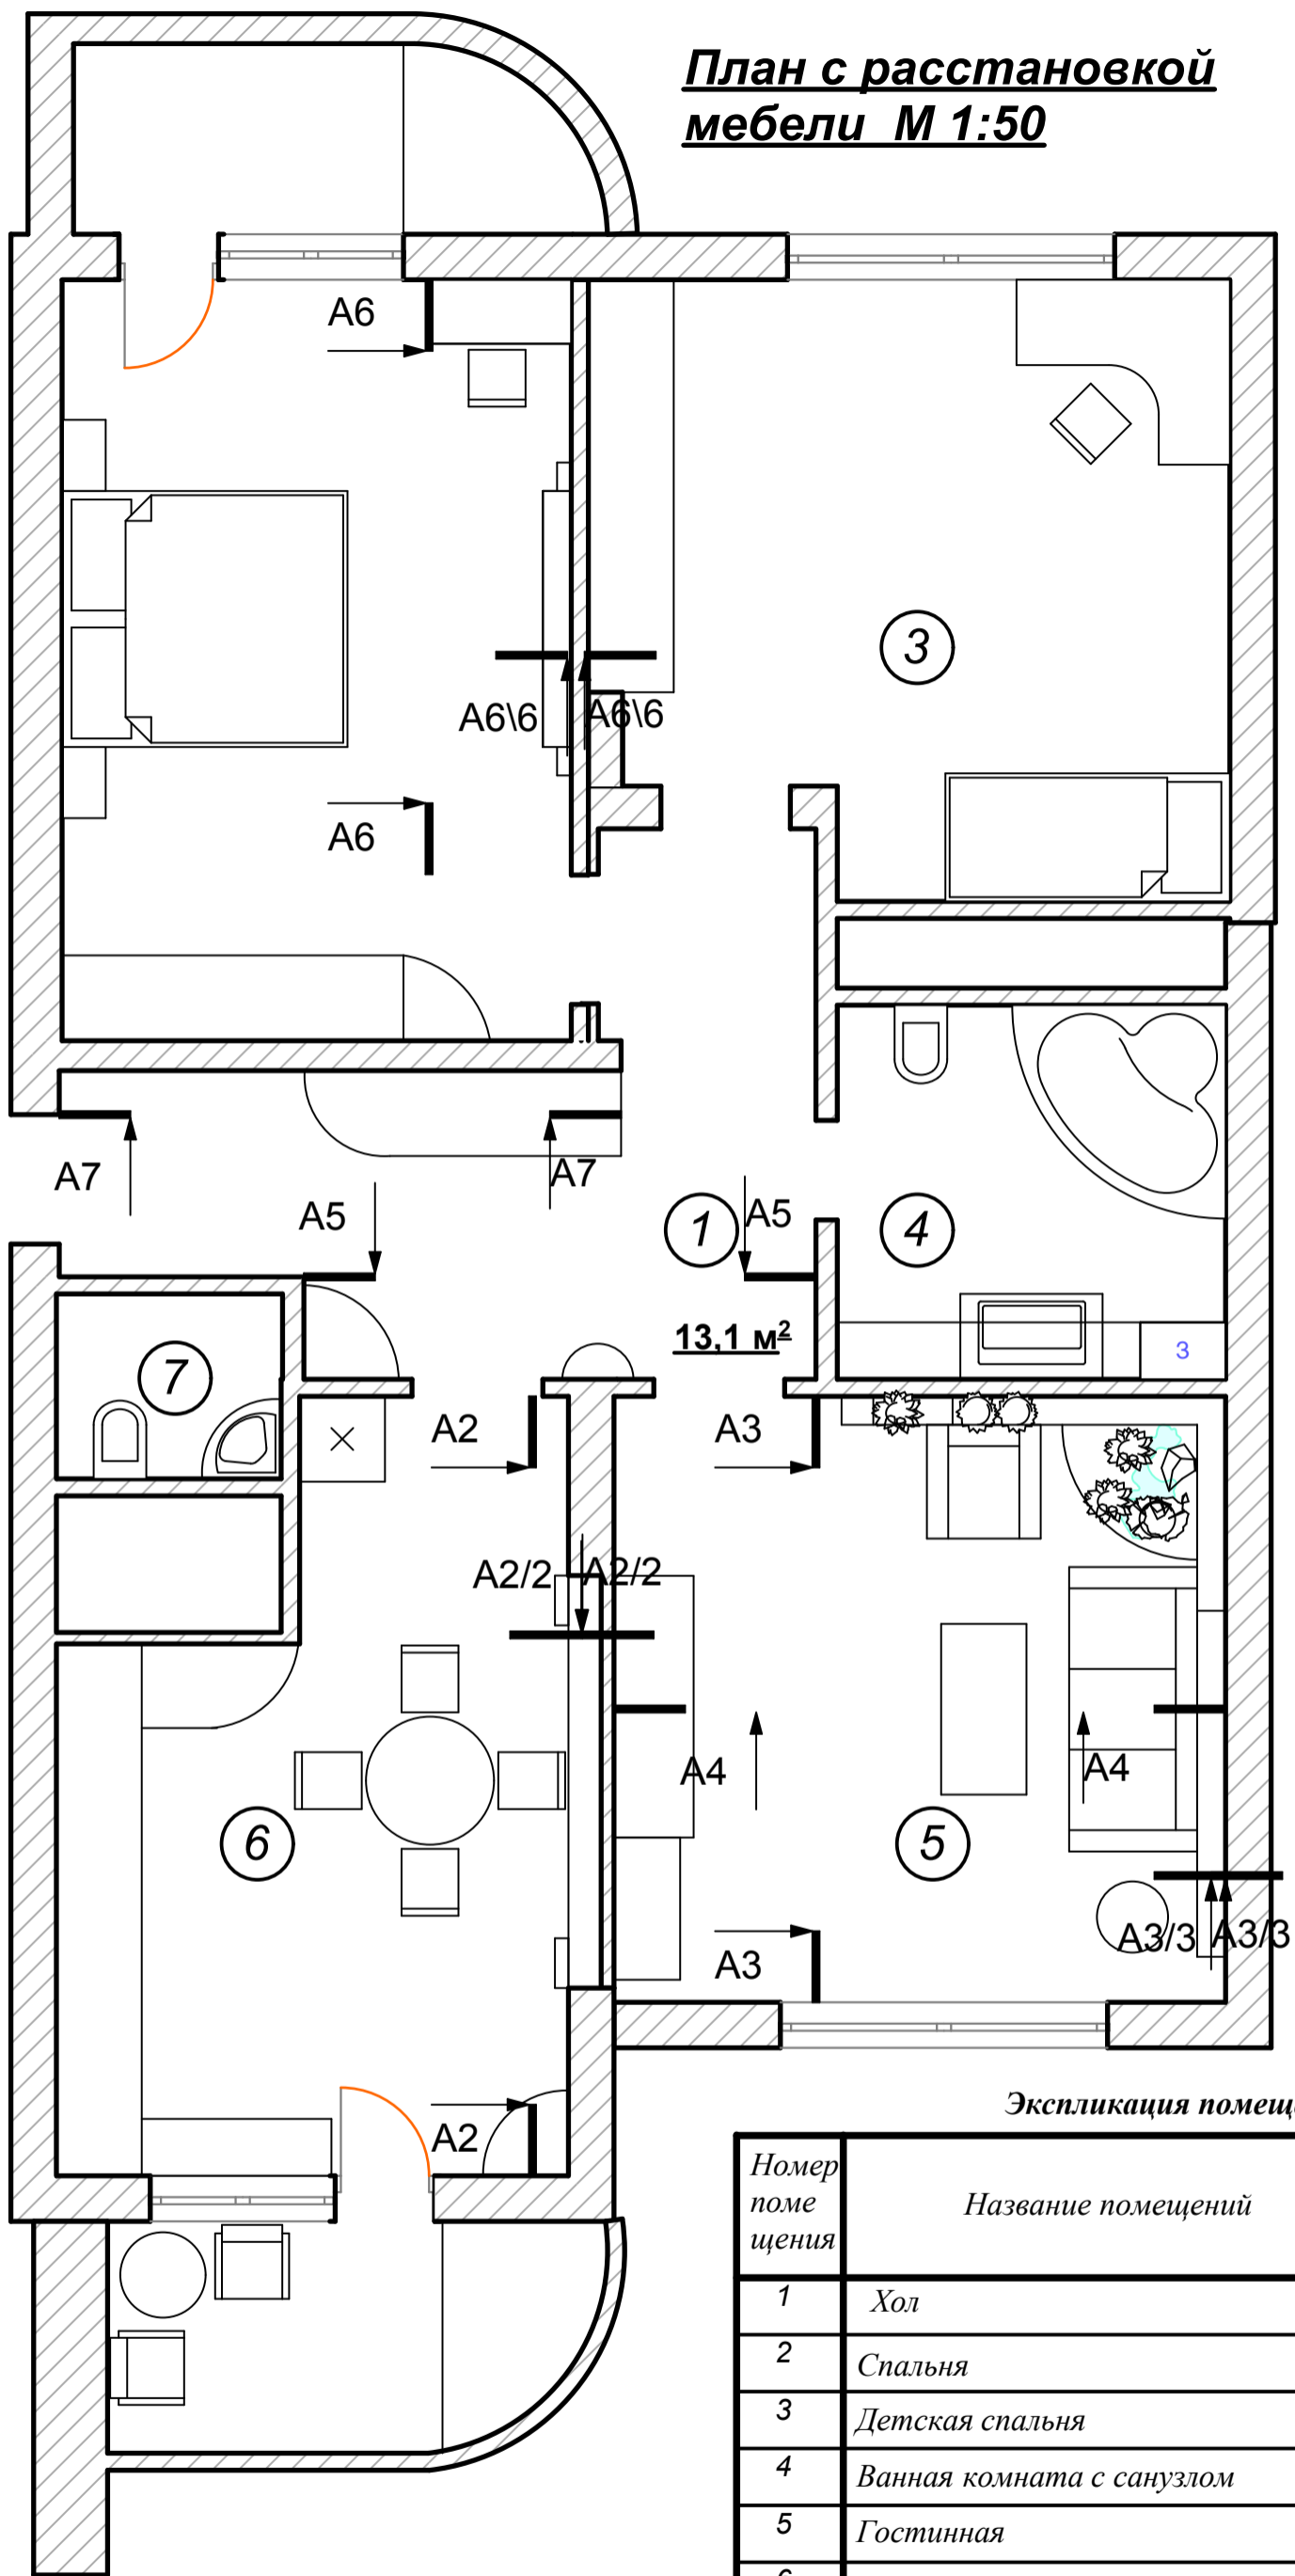 План с расстановкой
мебели М 1:50
А6
3
А6\6
А6\6
А6
А7
А7
А5
1
А5
4
13,1 м²
3
7
А2
А3
А2/2
А2/2
А4
А4
6
5
А3/3
А3/3
А3
А2
Экспликация помещ
Номер
поме
щения
Название помещений
1
Хол
2
Спальня
3
Детская спальня
4
Ванная комната с санузлом
5
Гостинная